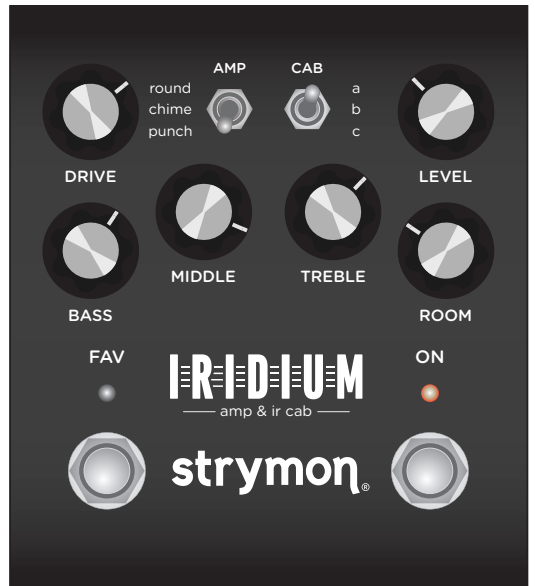 AMP CAB
round a
chime b
punch c
DRIVE LEVEL
MIDDLE TREBLE
BASS ROOM
FAV ON
IRIDIUM
amp & ir cab
strymon®